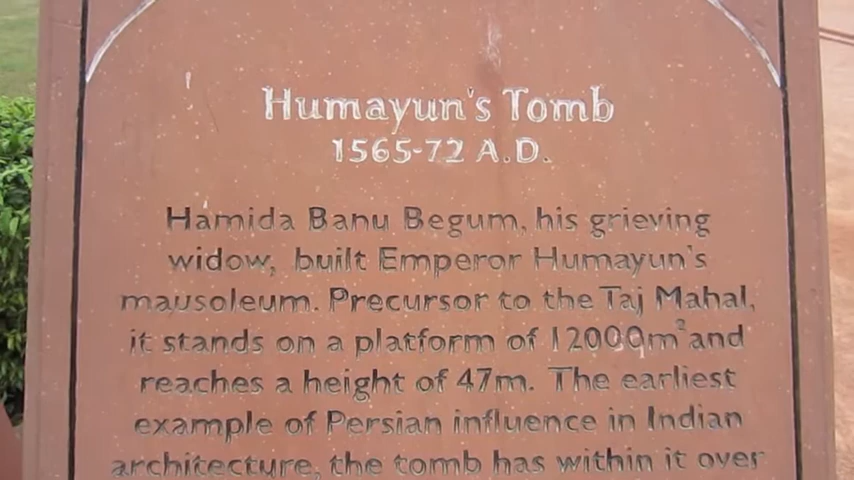 Humayun's Tomb
1565-72 A.D.
Hamida Banu Begum, his grieving
widow, built Emperor Humayun's
mausoleum. Precursor to the Taj Mahal,
it stands on a platform of 12000m² and
reaches a height of 47m. The earliest
example of Persian influence in Indian
architecture, the tomb has within it over